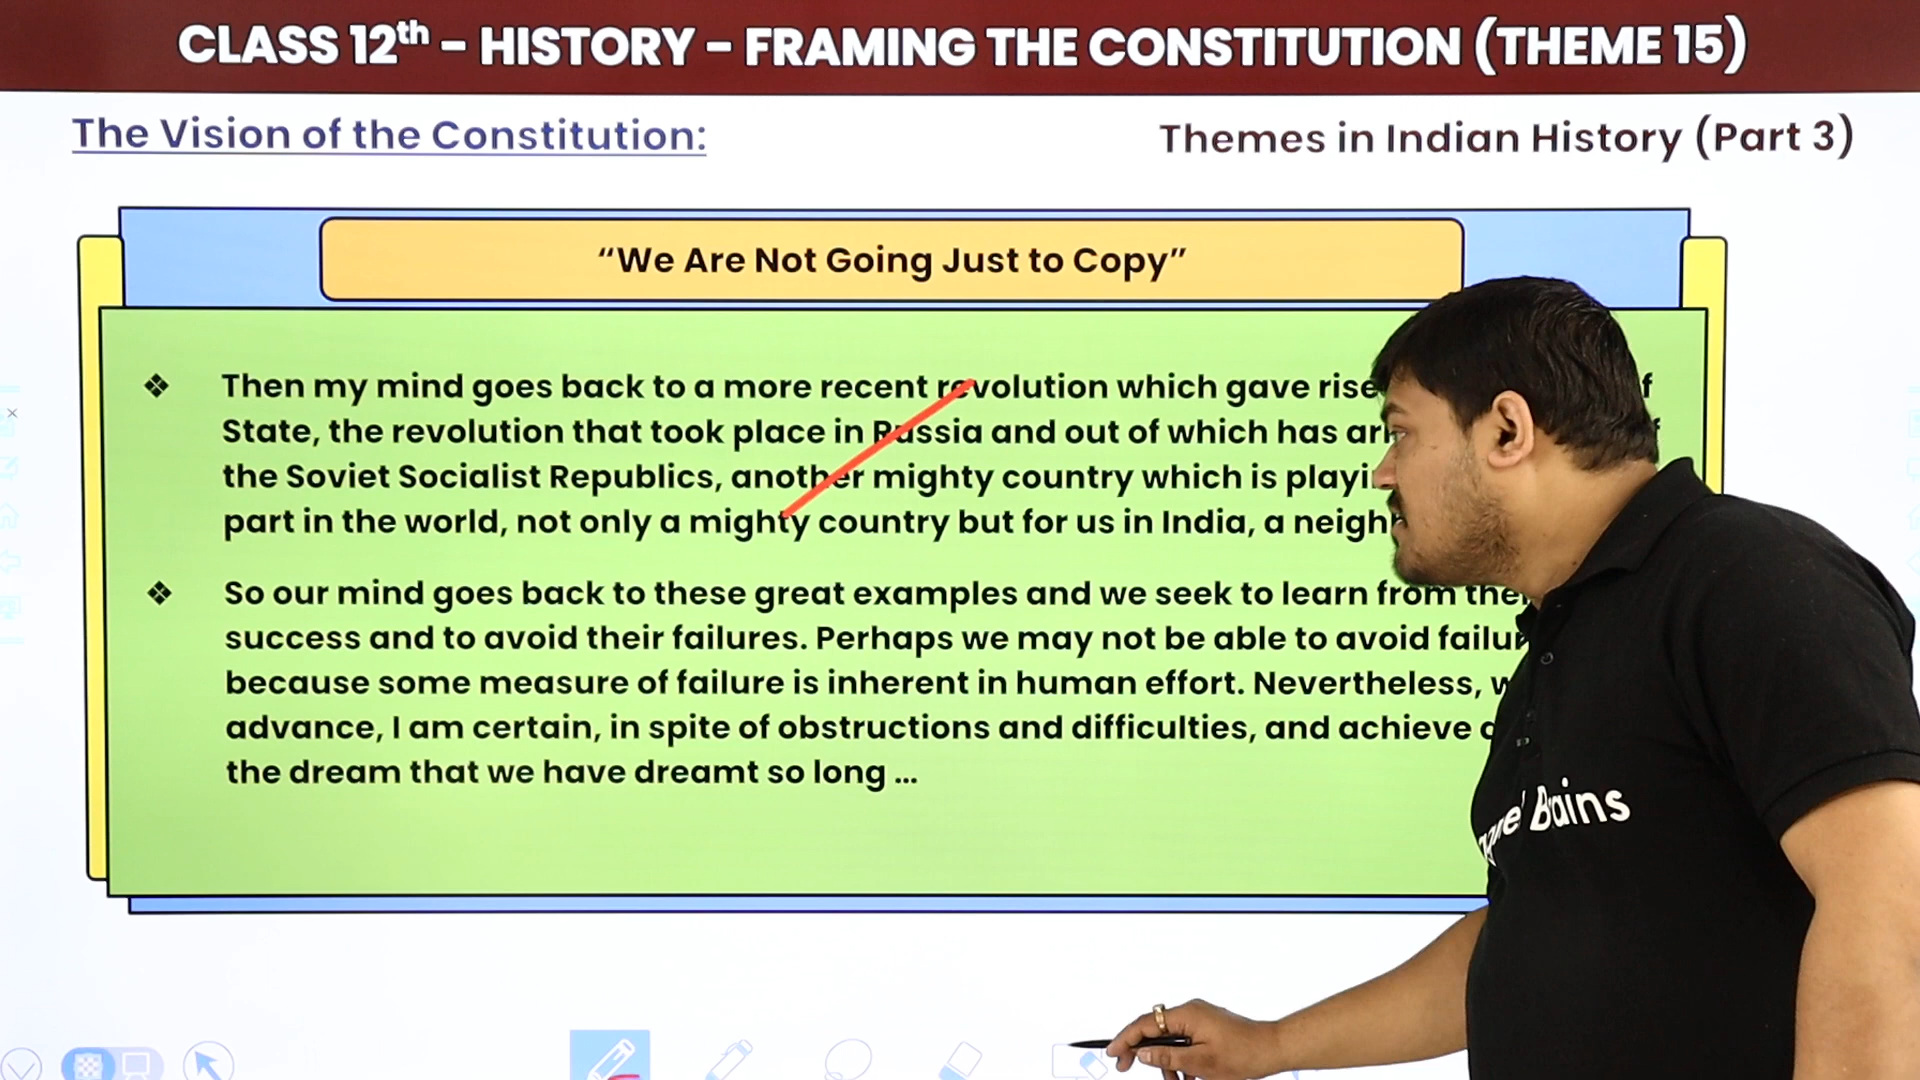 CLASS 12th - HISTORY - FRAMING THE CONSTITUTION (THEME 15)
The Vision of the Constitution:
Themes in Indian History (Part 3)
“We Are Not Going Just to Copy”
❖ Then my mind goes back to a more recent revolution which gave rise
State, the revolution that took place in Russia and out of which has
the Soviet Socialist Republics, another mighty country which is
part in the world, not only a mighty country but for us in India, a
❖ So our mind goes back to these great examples and we seek to learn from
success and to avoid their failures. Perhaps we may not be able to avoid
because some measure of failure is inherent in human effort. Nevertheless,
advance, I am certain, in spite of obstructions and difficulties, and achieve
the dream that we have dreamt so long ...
Brains